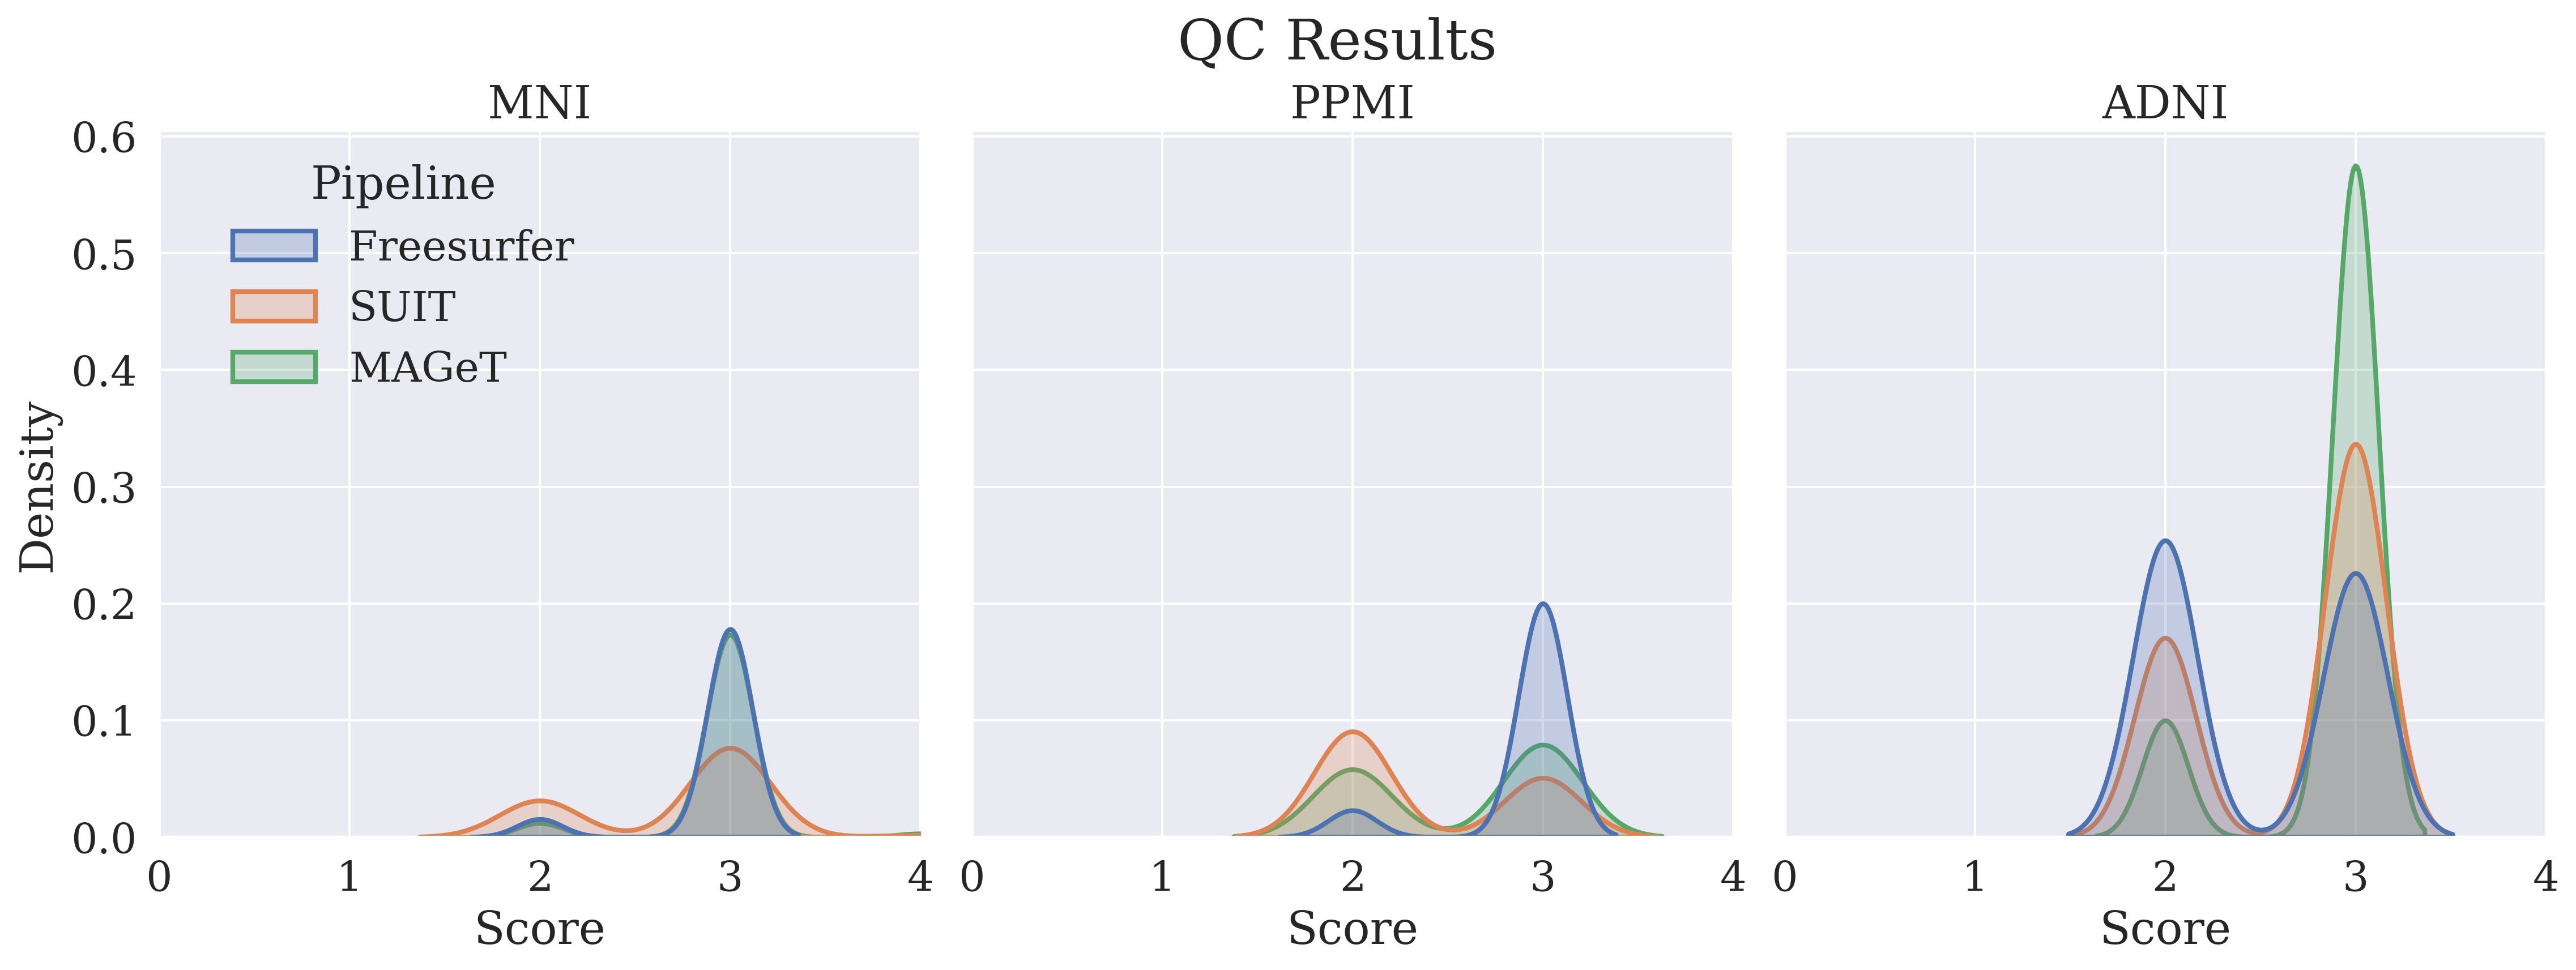 QC Results
MNI
PPMI
ADNI
Pipeline
Freesurfer
SUIT
MAGeT
Density
0.6
0.5
0.4
0.3
0.2
0.1
0.0
0 1 2 3 4
0 1 2 3 4
0 1 2 3 4
Score
Score
Score